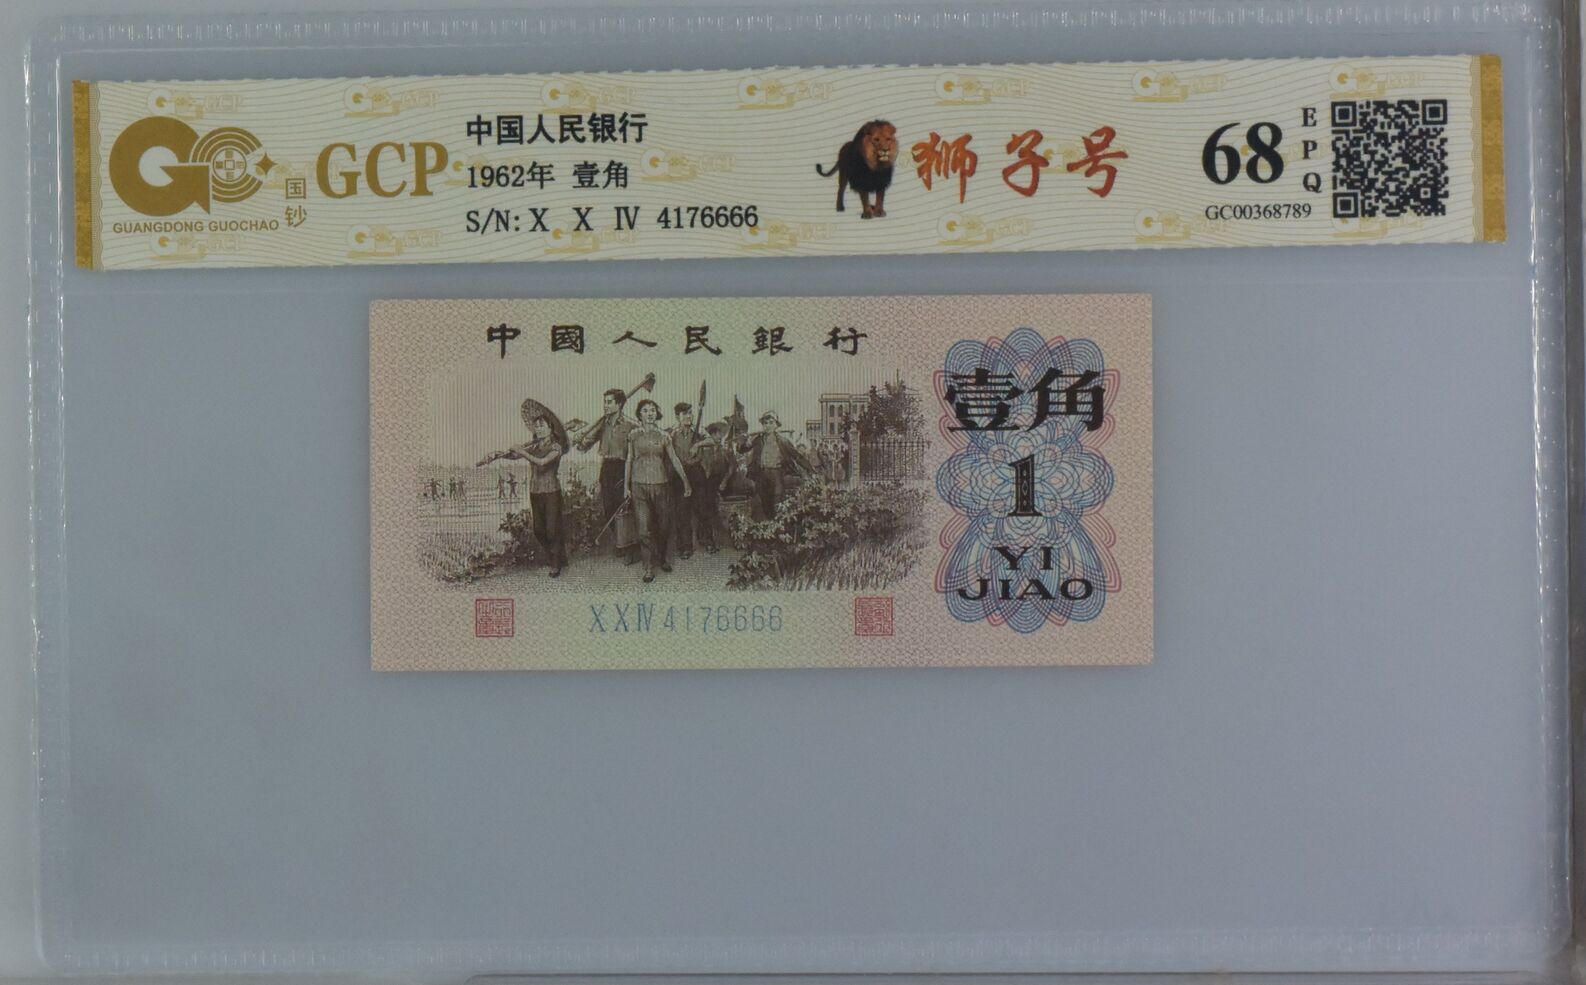 GCP
国钞
GUANGDONG GUOCHAO
中国人民银行
1962年 壹角
S/N: X X Ⅳ 4176666
狮子号
68
EPQ
GC00368789
中國人民銀行
壹角
1
YI
JIAO
XXⅣ4176666